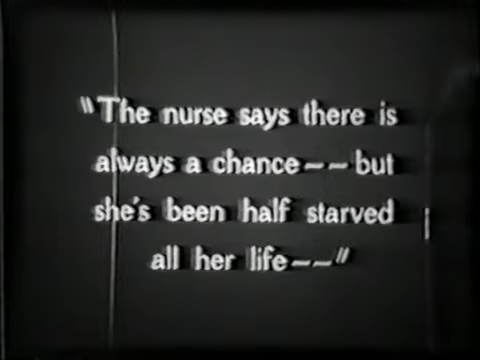 "The nurse says there is
always a chance—— but
she's been half starved
all her life——"